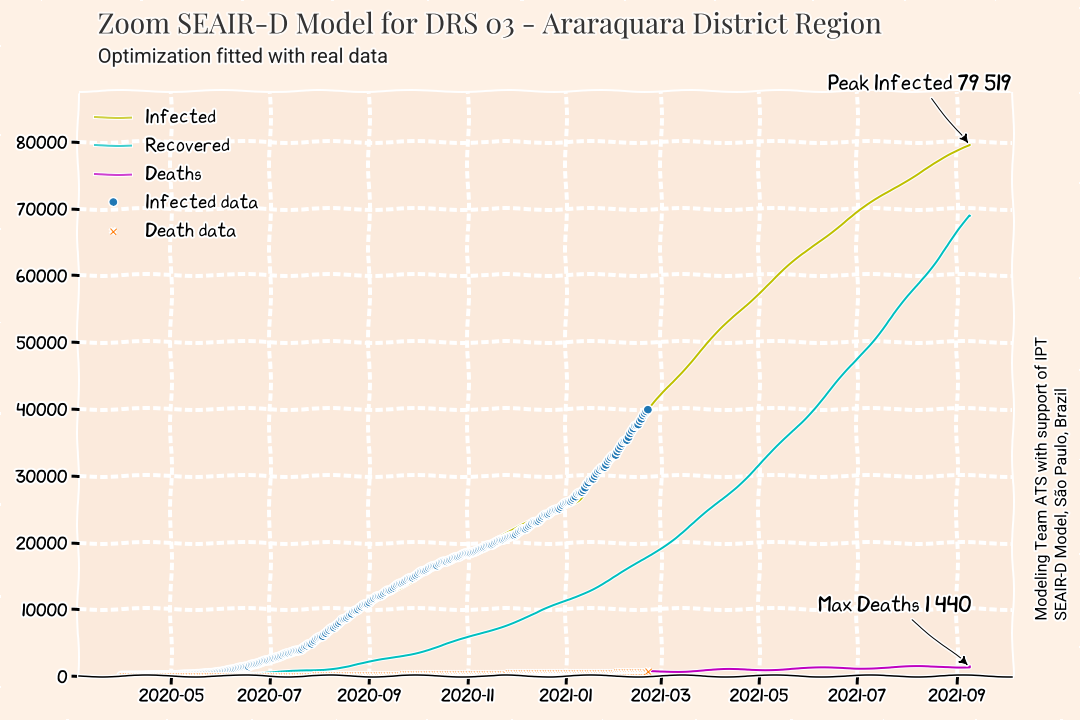 Zoom SEAIR-D Model for DRS 03 - Araraquara District Region
Optimization fitted with real data
Peak Infected 79 519
Infected
Recovered
Deaths
Infected data
Death data
80000
70000
60000
50000
40000
30000
20000
10000
0
Max Deaths 1 440
2020-05
2020-07
2020-09
2020-11
2021-01
2021-03
2021-05
2021-07
2021-09
Modeling Team ATS with support of IPT
SEAIR-D Model, São Paulo, Brazil